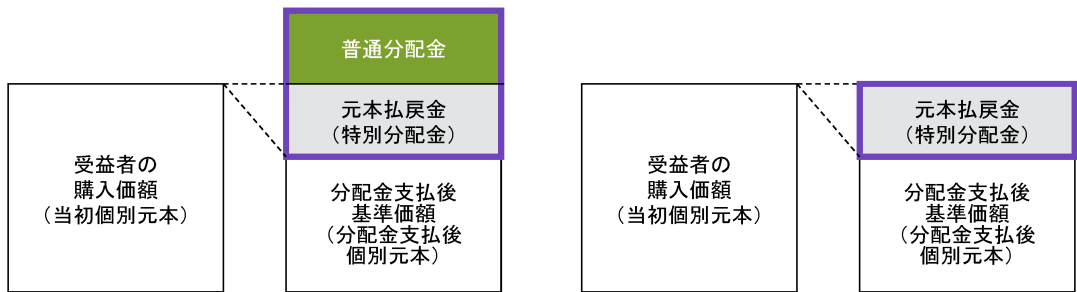 普通分配金
元本払戻金
（特別分配金）
受益者の
購入価額
（当初個別元本）
分配金支払後
基準価額
（分配金支払後
個別元本）
元本払戻金
（特別分配金）
受益者の
購入価額
（当初個別元本）
分配金支払後
基準価額
（分配金支払後
個別元本）